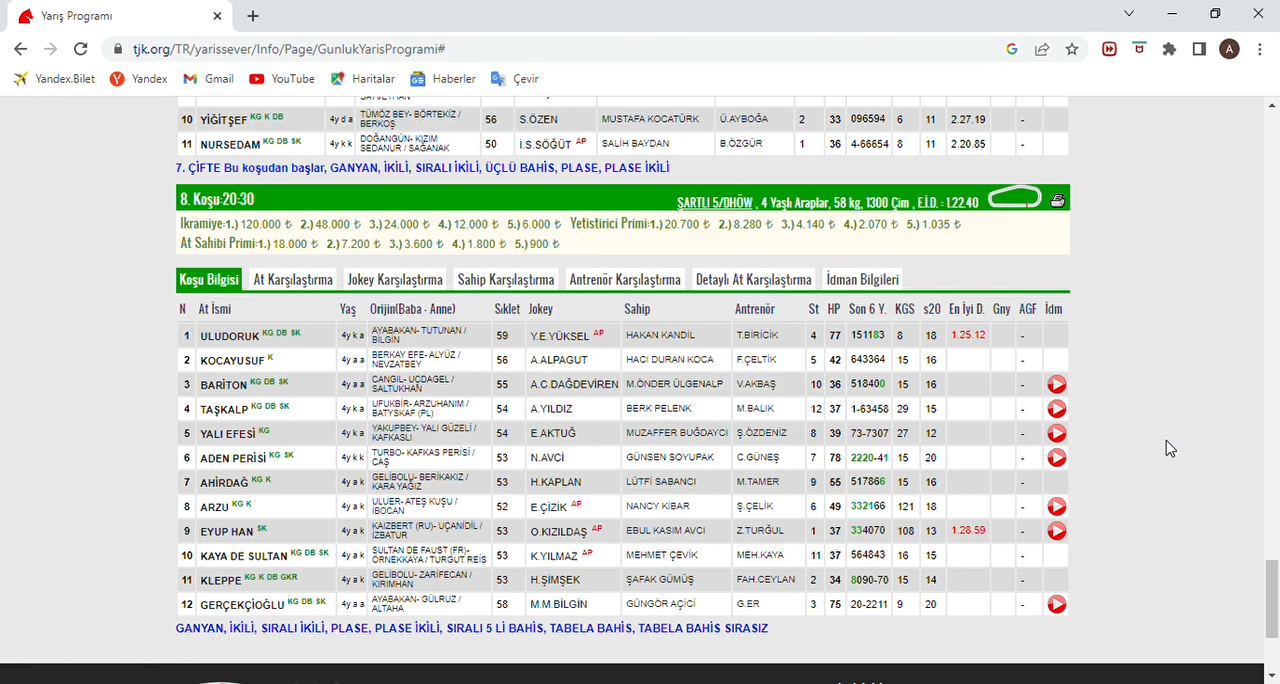 Yarış Programı
tjk.org/TR/yarissever/Info/Page/GunlukYarisProgrami#
A
Yandex.Bilet Yandex Gmail YouTube Haritalar Haberler Çevir
10 YİĞİTŞEF KG K DB 4y d a TÜMÖZ BEY- BÖRTEKİZ / BERKOŞ 56 S.ÖZEN MUSTAFA KOCATÜRK Ü.AYBOĞA 2 33 096594 6 11 2.27.19 -
11 NURSEDAM KG DB SK 4y k k DOĞANGÜN- KIZIM SEDANUR / SAĞANAK 50 İ.S.SÖĞÜT AP SALİH BAYDAN B.ÖZGÜR 1 36 4-66654 8 11 2.20.85 -
7. ÇİFTE Bu koşudan başlar, GANYAN, İKİLİ, SIRALI İKİLİ, ÜÇLÜ BAHİS, PLASE, PLASE İKİLİ
8. Koşu:20:30 ŞARTLI 5/DHÖW , 4 Yaşlı Araplar, 58 kg, 1300 Çim , E.İ.D. : 1.22.40
İkramiye:1.) 120.000 ₺ 2.) 48.000 ₺ 3.) 24.000 ₺ 4.) 12.000 ₺ 5.) 6.000 ₺ Yetistirici Primi:1.) 20.700 ₺ 2.) 8.280 ₺ 3.) 4.140 ₺ 4.) 2.070 ₺ 5.) 1.035 ₺
At Sahibi Primi:1.) 18.000 ₺ 2.) 7.200 ₺ 3.) 3.600 ₺ 4.) 1.800 ₺ 5.) 900 ₺
Koşu Bilgisi At Karşılaştırma Jokey Karşılaştırma Sahip Karşılaştırma Antrenör Karşılaştırma Detaylı At Karşılaştırma İdman Bilgileri
N At İsmi Yaş Orijin(Baba - Anne) Sıklet Jokey Sahip Antrenör St HP Son 6 Y. KGS s20 En İyi D. Gny AGF İdm
1 ULUDORUK KG DB SK 4y k a AYABAKAN- TUTUNAN / BİLGİN 59 Y.E.YÜKSEL AP HAKAN KANDİL T.BİRİCİK 4 77 151183 8 18 1.25.12 -
2 KOCAYUSUF K 4y a a BERKAY EFE- ALYÜZ / NEVZATBEY 56 A.ALPAGUT HACI DURAN KOCA F.ÇELTİK 5 42 643364 15 16 -
3 BARİTON KG DB SK 4y a a CANGIL- UÇDAGEL / SALTUKHAN 55 A.C.DAĞDEVİREN M.ÖNDER ÜLGENALP V.AKBAŞ 10 36 518400 15 16 -
4 TAŞKALP KG DB SK 4y k a UFUKBİR- ARZUHANIM / BATYSKAF (PL) 54 A.YILDIZ BERK PELENK M.BALIK 12 37 1-63458 29 15 -
5 YALI EFESİ KG 4y k a YAKUPBEY- YALI GÜZELİ / KAFKASLI 54 E.AKTUĞ MUZAFFER BUĞDAYCI Ş.ÖZDENİZ 8 39 73-7307 27 12 -
6 ADEN PERİSİ KG SK 4y k k TURBO- KAFKAS PERİSİ / CAŞ 53 N.AVCİ GÜNSEN SOYUPAK C.GÜNEŞ 7 78 2220-41 15 20 -
7 AHİRDAĞ KG K 4y a k GELİBOLU- BERİKAKIZ / KARA YAĞIZ 53 H.KAPLAN LÜTFİ SABANCI M.TAMER 9 55 517866 15 16 -
8 ARZU KG K 4y a k ULUER- ATEŞ KUŞU / İBOCAN 52 E.ÇİZİK AP NANCY KİBAR Ş.ÇELİK 6 49 332166 121 18 -
9 EYUP HAN SK 4y a k KAIZBERT (RU)- UÇANİDİL / İZBATUR 53 O.KIZILDAŞ AP EBUL KASIM AVCI Z.TURĞUL 1 37 334070 108 13 1.28.59 -
10 KAYA DE SULTAN KG DB SK 4y a k SULTAN DE FAUST (FR)- ÖRNEKKAYA / TURGUT REİS 53 K.YILMAZ AP MEHMET ÇEVİK MEH.KAYA 11 37 564843 16 15 -
11 KLEPPE KG K DB GKR 4y a k GELİBOLU- ZARİFECAN / KIRIMHAN 53 H.ŞİMŞEK ŞAFAK GÜMÜŞ FAH.CEYLAN 2 34 8090-70 15 14 -
12 GERÇEKÇİOĞLU KG DB SK 4y a a AYABAKAN- GÜLRUZ / ALTAHA 58 M.M.BİLGİN GÜNGÖR AÇİCİ G.ER 3 75 20-2211 9 20 -
GANYAN, İKİLİ, SIRALI İKİLİ, PLASE, PLASE İKİLİ, SIRALI 5 Lİ BAHİS, TABELA BAHİS, TABELA BAHİS SIRASIZ